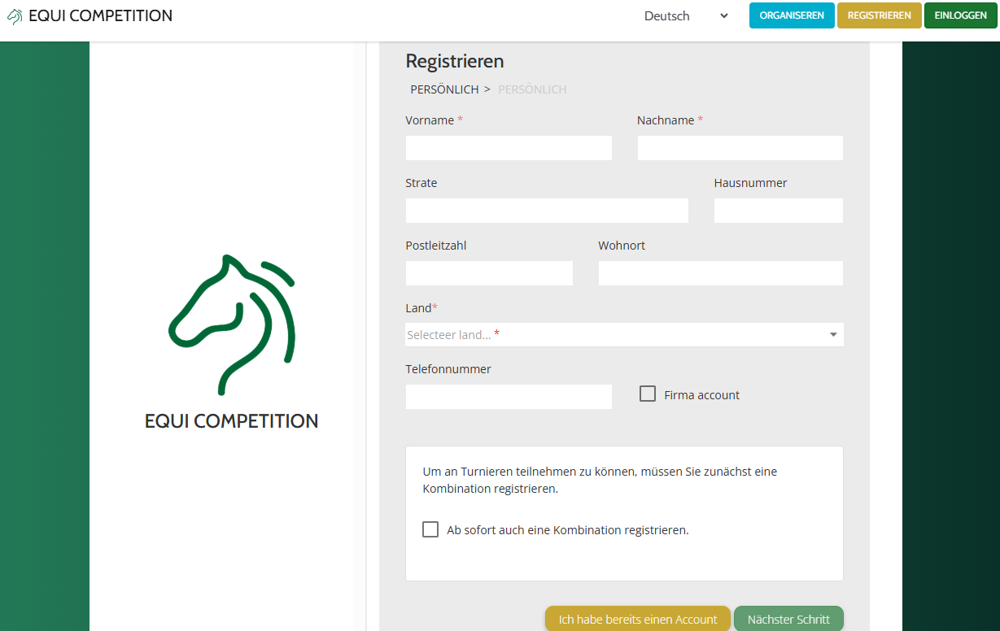 EQUI COMPETITION
Deutsch
ORGANISEREN
REGISTRIEREN
EINLOGGEN
Registrieren
PERSÖNLICH > PERSÖNLICH
Vorname * Nachname *
Strate Hausnummer
Postleitzahl Wohnort
Land*
Selecteer land... *
Telefonnummer
Firma account
EQUI COMPETITION
Um an Turnieren teilnehmen zu können, müssen Sie zunächst eine
Kombination registrieren.
Ab sofort auch eine Kombination registrieren.
Ich habe bereits einen Account
Nächster Schritt